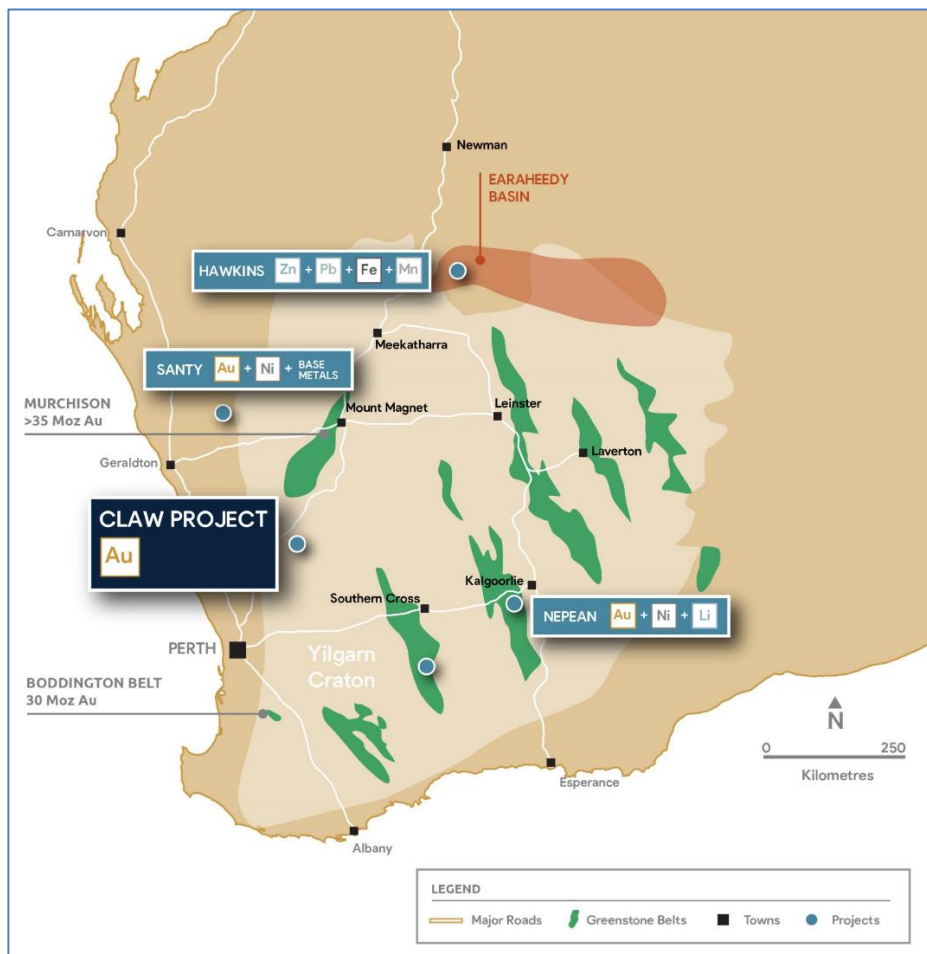 Newman
EARAHEEDY
BASIN
Carnarvon
HAWKINS Zn + Pb + Fe + Mn
Meekatharra
SANTY Au + Ni + BASE METALS
MURCHISON
>35 Moz Au
Mount Magnet
Leinster
Laverton
Geraldton
CLAW PROJECT
Au
Kalgoorlie
Southern Cross
NEPEAN Au + Ni + Li
PERTH
Yilgarn
Craton
BODDINGTON BELT
30 Moz Au
N
0 250
Kilometres
Esperance
Albany
LEGEND
Major Roads Greenstone Belts Towns Projects